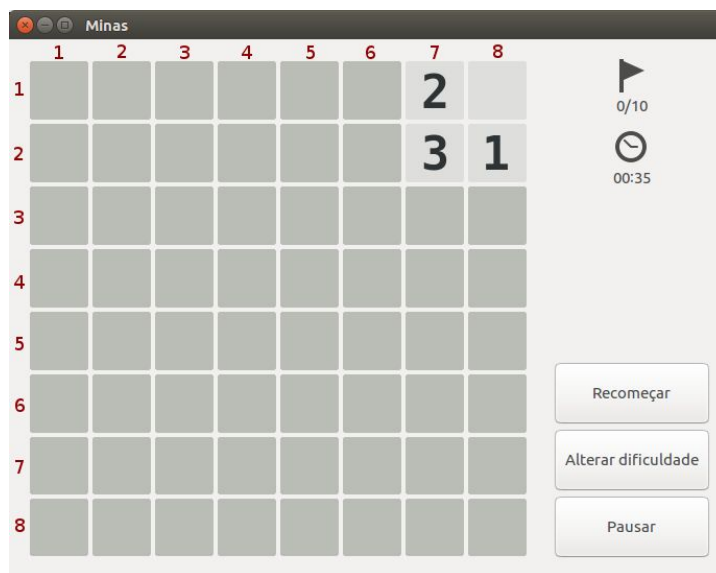 Minas
1 2 3 4 5 6 7 8
1 2
0/10
2 3 1
00:35
3
4
5
6
Recomeçar
7
Alterar dificuldade
8
Pausar